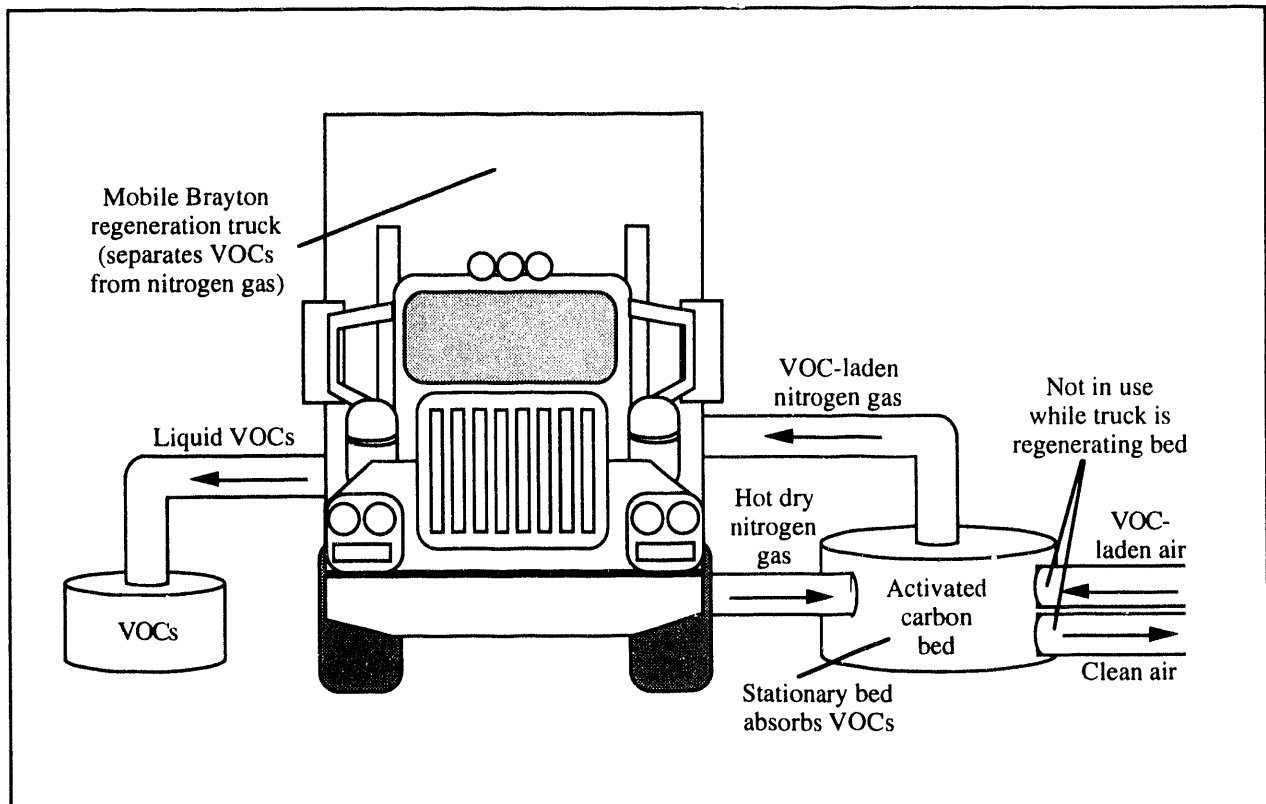 Mobile Brayton
regeneration truck
(separates VOCs
from nitrogen gas)
VOC-laden
nitrogen gas
Not in use
while truck is
regenerating bed
Liquid VOCs
Hot dry
nitrogen
gas
VOC-
laden air
VOCs
Activated
carbon
bed
Clean air
Stationary bed
absorbs VOCs